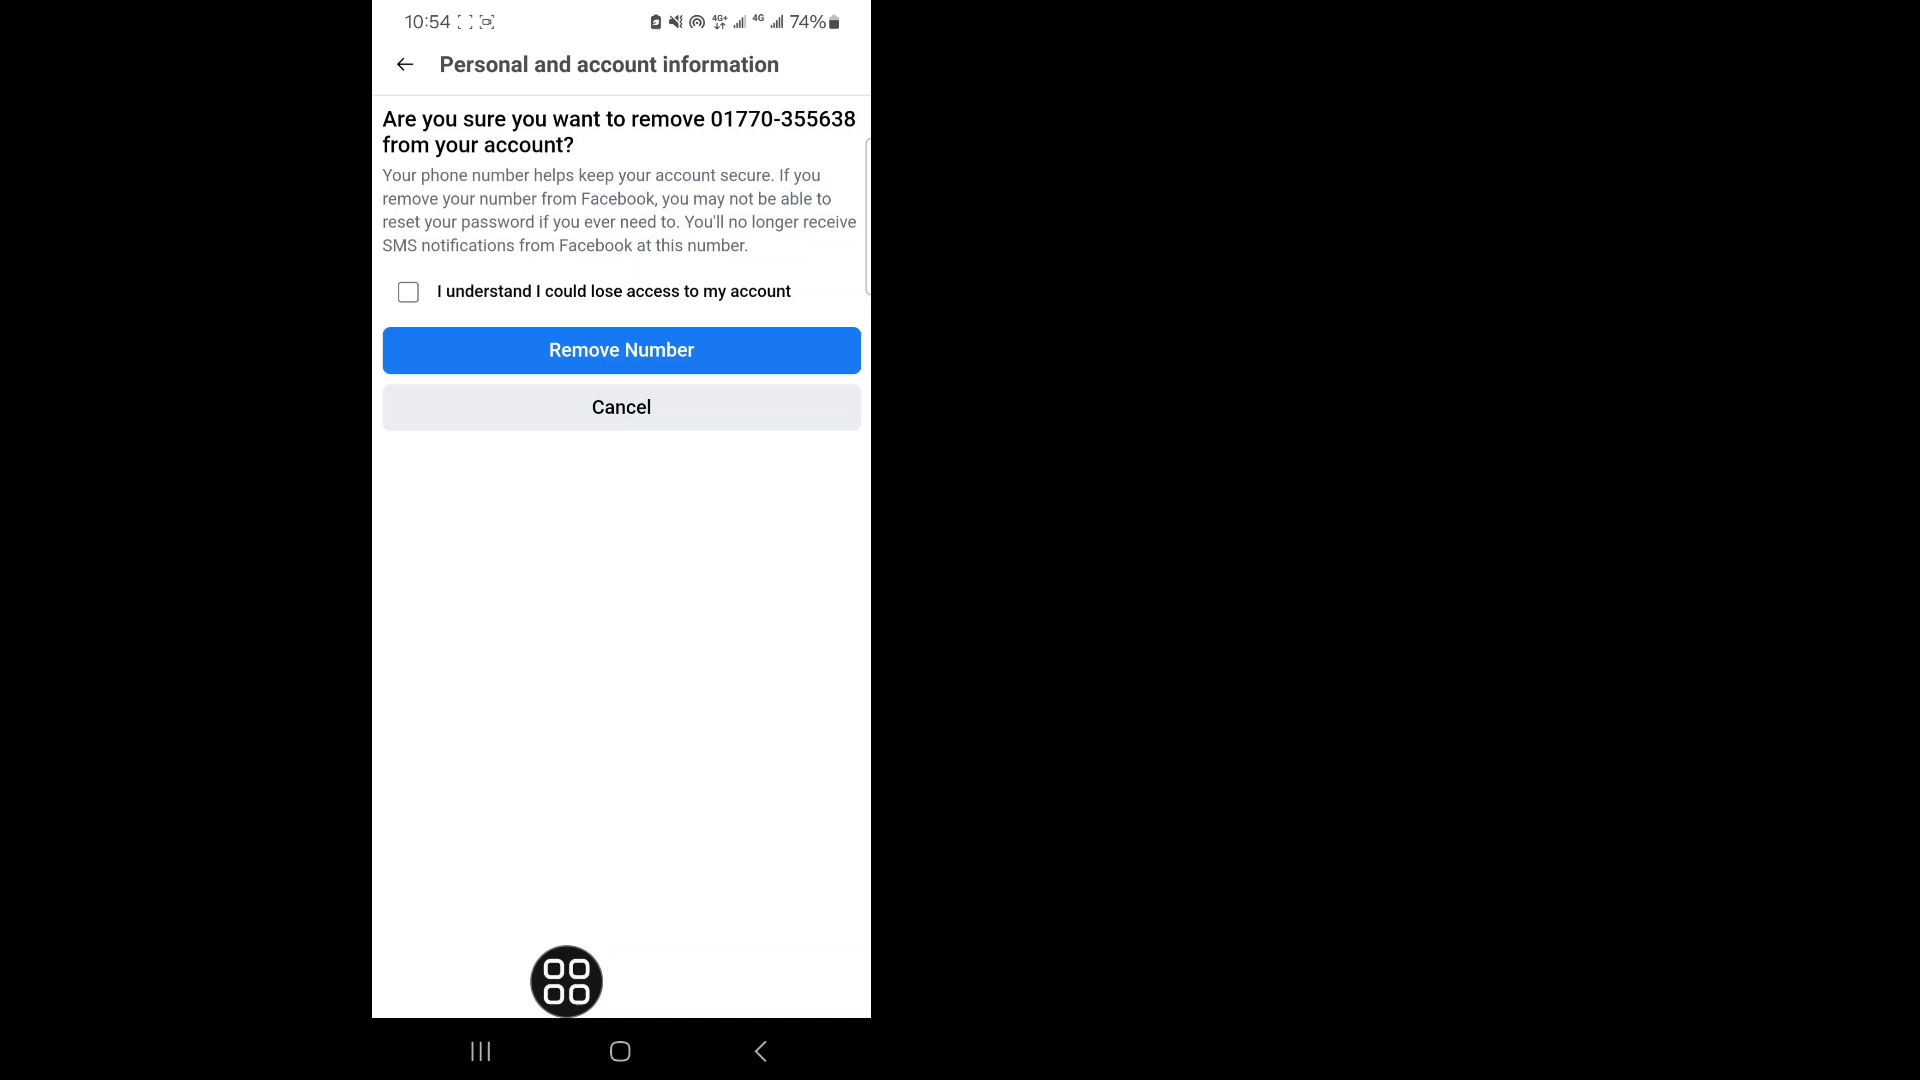 10:54 4G+ 4G 74%
Personal and account information
Are you sure you want to remove 01770-355638
from your account?
Your phone number helps keep your account secure. If you
remove your number from Facebook, you may not be able to
reset your password if you ever need to. You'll no longer receive
SMS notifications from Facebook at this number.
I understand I could lose access to my account
Remove Number
Cancel